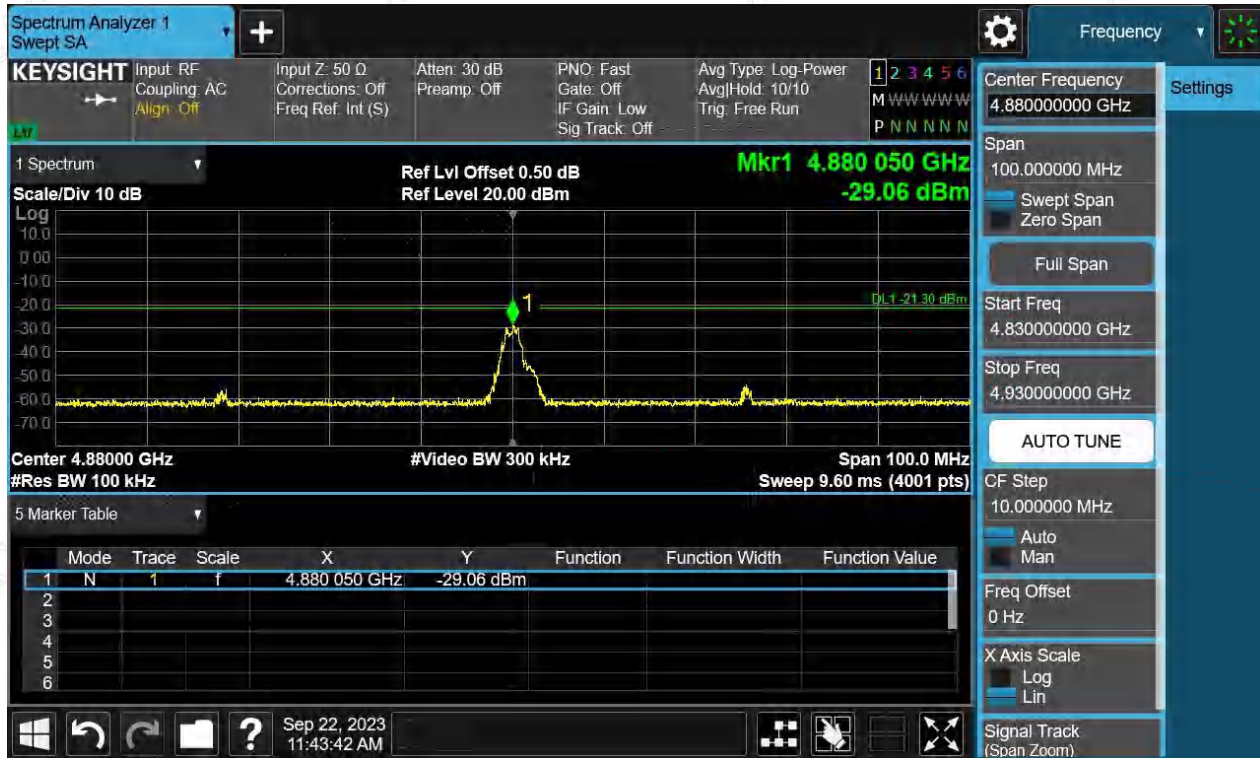 Spectrum Analyzer 1
Swept SA
+
Frequency
KEYSIGHT
Input: RF
Coupling: AC
Align: Off
Input Z: 50 Ω
Corrections: Off
Freq Ref: Int (S)
Atten: 30 dB
Preamp: Off
PNO: Fast
Gate: Off
IF Gain: Low
Sig Track: Off
Avg Type: Log-Power
Avg|Hold: 10/10
Trig: Free Run
1 2 3 4 5 6
M W W W W W
P N N N N N
1 Spectrum
Scale/Div 10 dB
Ref Lvl Offset 0.50 dB
Ref Level 20.00 dBm
Mkr1 4.880 050 GHz
-29.06 dBm
Log
10.0
0.00
-10.0
-20.0
-30.0
-40.0
-50.0
-60.0
-70.0
1
DL1 -21.30 dBm
Center 4.88000 GHz
#Video BW 300 kHz
Span 100.0 MHz
#Res BW 100 kHz
Sweep 9.60 ms (4001 pts)
5 Marker Table
Mode Trace Scale X Y Function Function Width Function Value
1 N 1 f 4.880 050 GHz -29.06 dBm
2
3
4
5
6
?
Sep 22, 2023
11:43:42 AM
Center Frequency
4.880000000 GHz
Settings
Span
100.000000 MHz
Swept Span
Zero Span
Full Span
Start Freq
4.830000000 GHz
Stop Freq
4.930000000 GHz
AUTO TUNE
CF Step
10.000000 MHz
Auto
Man
Freq Offset
0 Hz
X Axis Scale
Log
Lin
Signal Track
(Span Zoom)